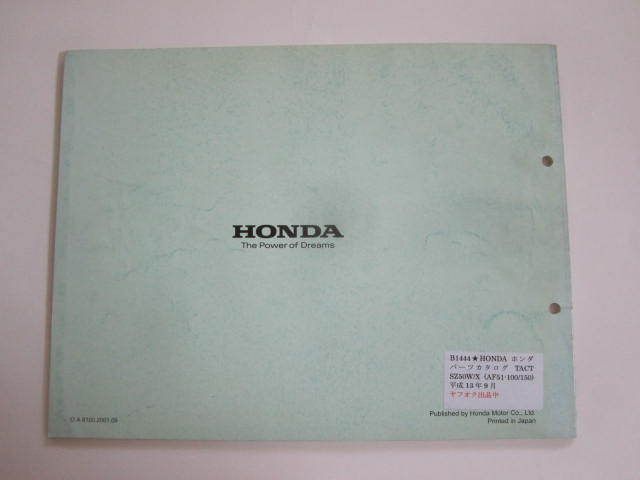 HONDA
The Power of Dreams
B1444★HONDA ホンダ
パーツカタログ TACT
SZ50W/X (AF51-100/150)
平成13年9月
ヤフオク出品中
Published by Honda Motor Co., Ltd.
Printed in Japan
2001.09